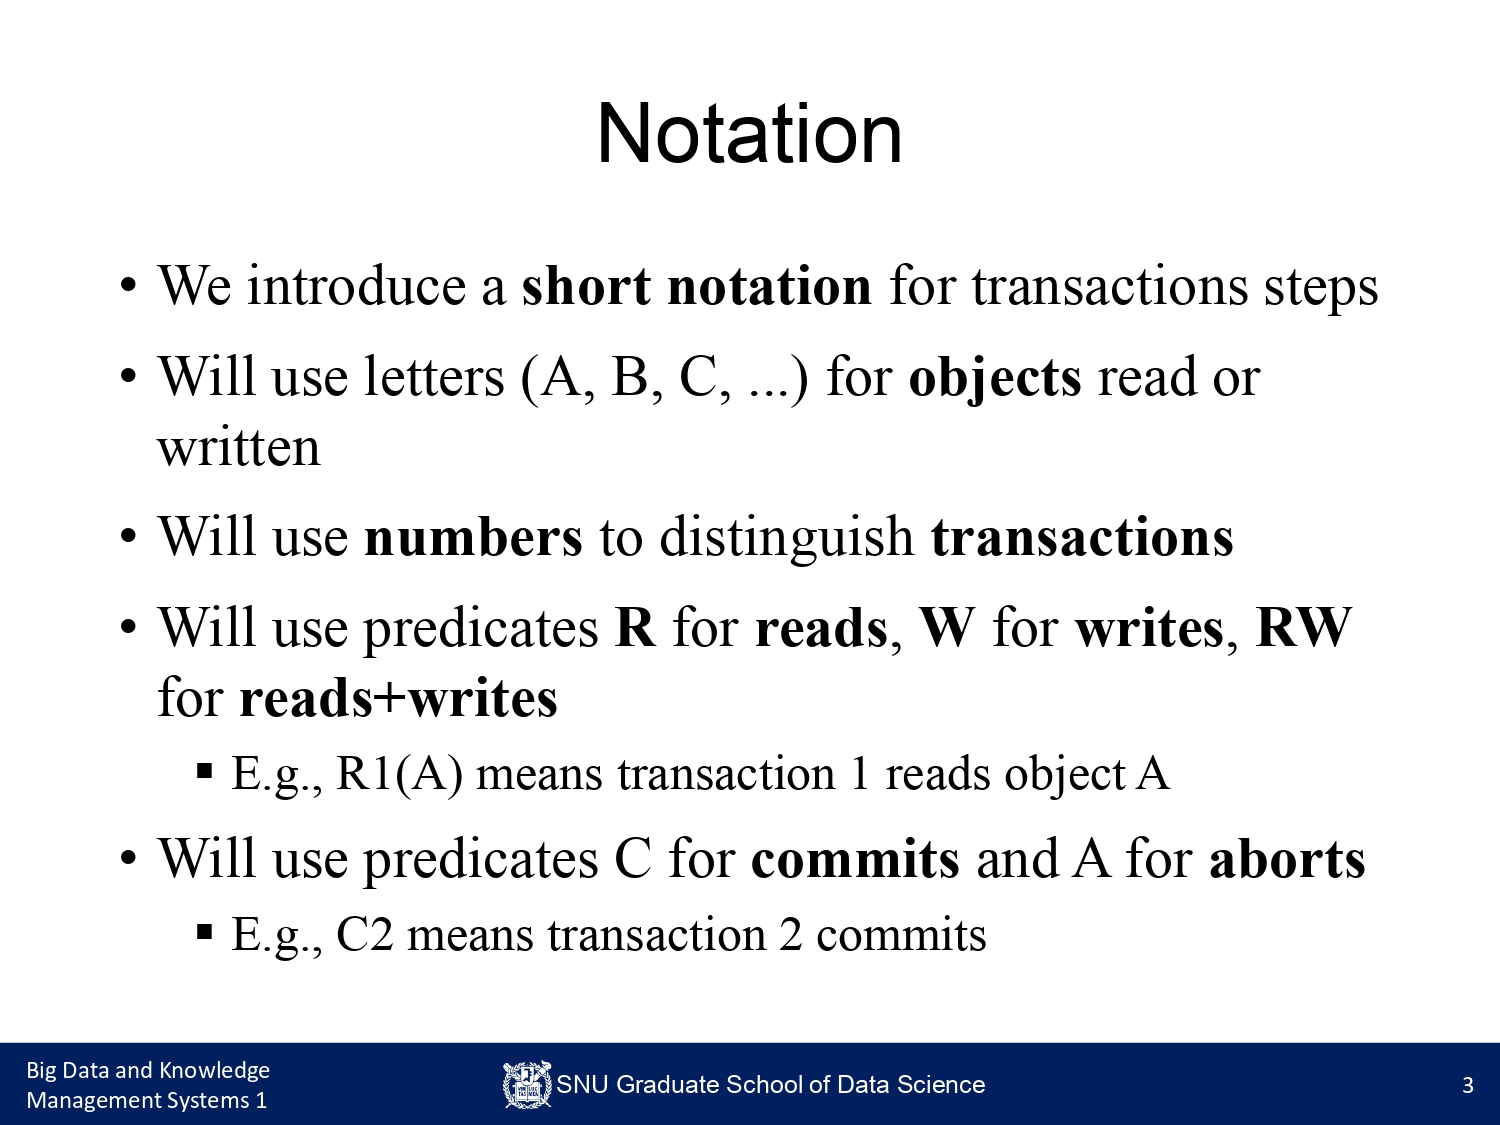 Notation
• We introduce a short notation for transactions steps
• Will use letters (A, B, C, ...) for objects read or
written
• Will use numbers to distinguish transactions
• Will use predicates R for reads, W for writes, RW
for reads+writes
▪ E.g., R1(A) means transaction 1 reads object A
• Will use predicates C for commits and A for aborts
▪ E.g., C2 means transaction 2 commits
Big Data and Knowledge
Management Systems 1
SNU Graduate School of Data Science
3